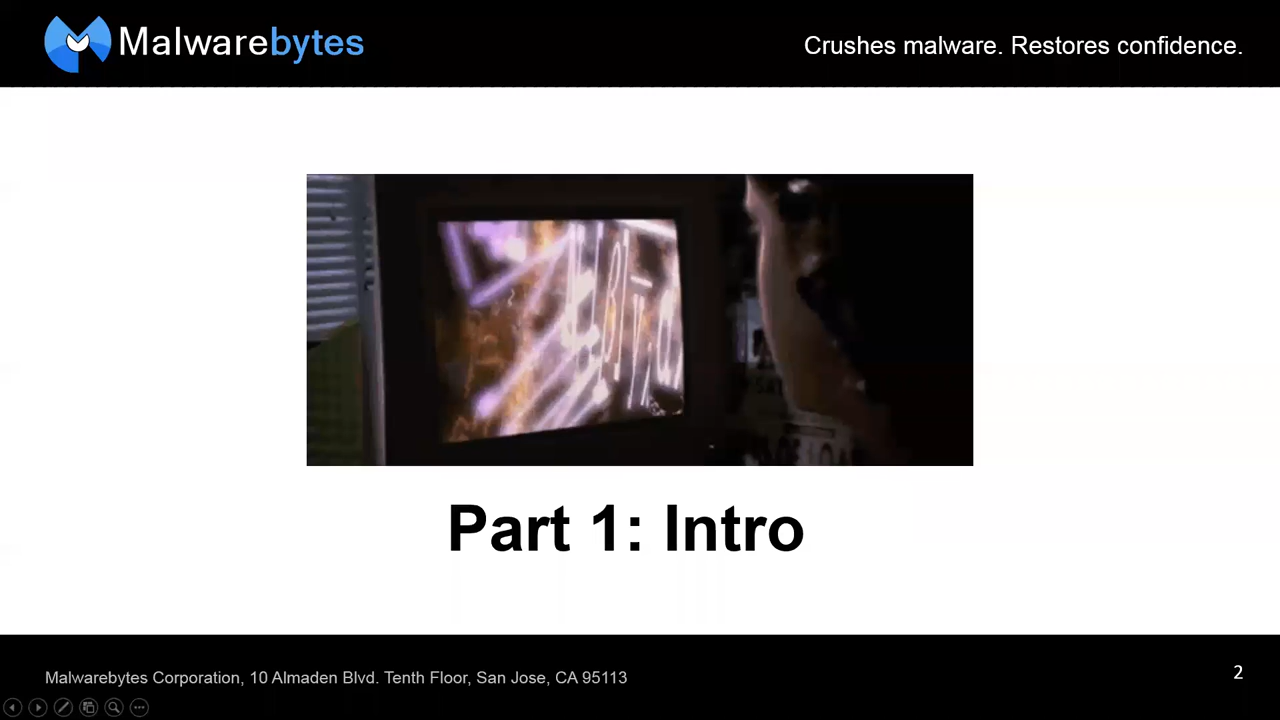 Malwarebytes
Crushes malware. Restores confidence.
Part 1: Intro
Malwarebytes Corporation, 10 Almaden Blvd. Tenth Floor, San Jose, CA 95113
2